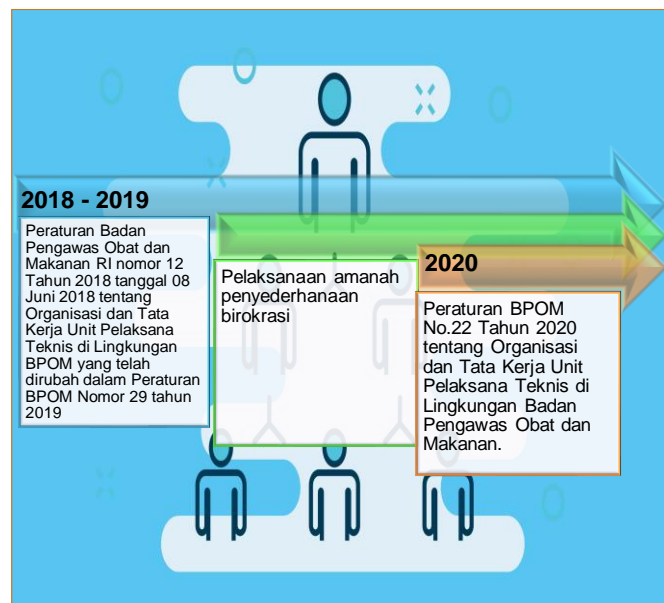 2018 - 2019
Peraturan Badan
Pengawas Obat dan
Makanan RI nomor 12
Tahun 2018 tanggal 08
Juni 2018 tentang
Organisasi dan Tata
Kerja Unit Pelaksana
Teknis di Lingkungan
BPOM yang telah
dirubah dalam Peraturan
BPOM Nomor 29 tahun
2019
Pelaksanaan amanah
penyederhanaan
birokrasi
2020
Peraturan BPOM
No.22 Tahun 2020
tentang Organisasi
dan Tata Kerja Unit
Pelaksana Teknis di
Lingkungan Badan
Pengawas Obat dan
Makanan.